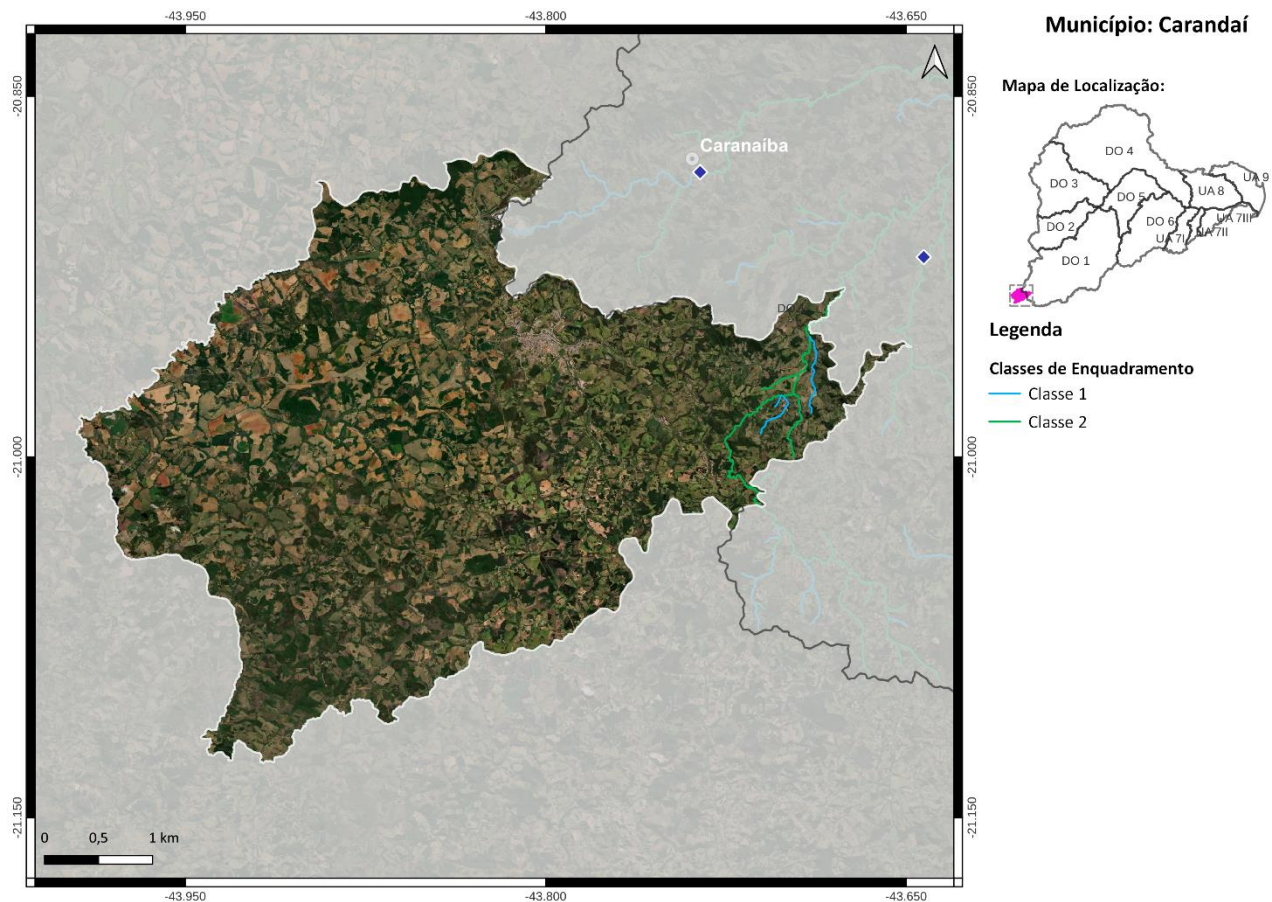 Município: Carandaí
-43.950
-43.800
-43.650
-20.850
-20.850
Caranaíba
Mapa de Localização:
DO 4
DO 3
UA 9
UA 8
DO 5
DO 2
DO 6
UA 7III
UA 7II
UA 7I
DO 1
Legenda
Classes de Enquadramento
Classe 1
Classe 2
-21.000
-21.000
-21.150
-21.150
0 0,5 1 km
-43.950
-43.800
-43.650